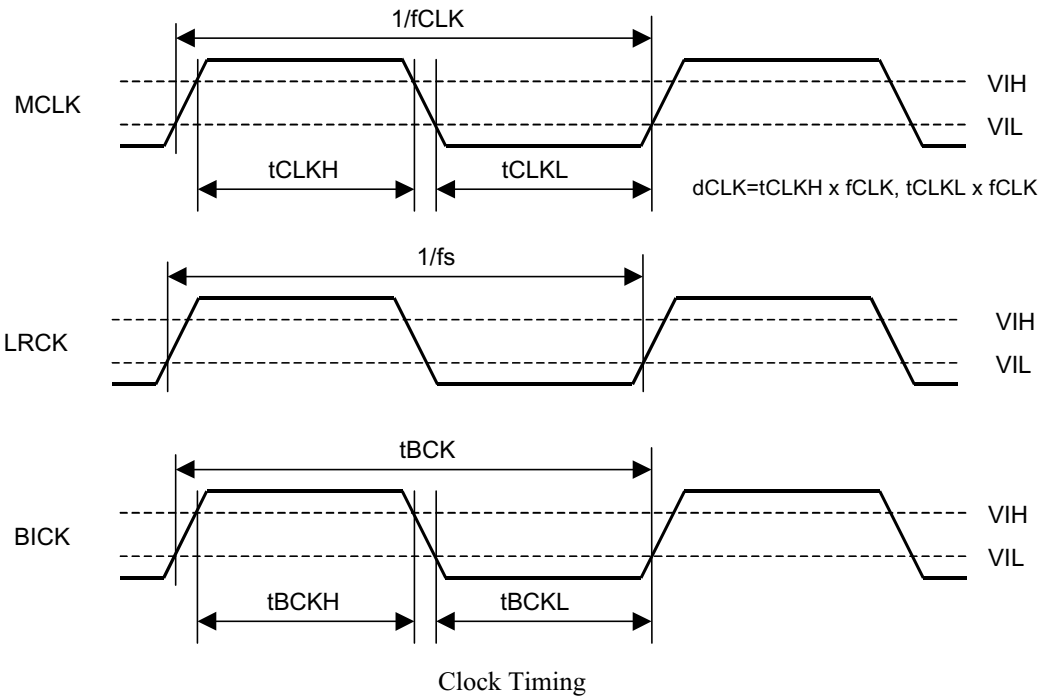 1/fCLK
MCLK
VIH
VIL
tCLKH
tCLKL
dCLK=tCLKH x fCLK, tCLKL x fCLK
1/fs
LRCK
VIH
VIL
tBCK
BICK
VIH
VIL
tBCKH
tBCKL
Clock Timing